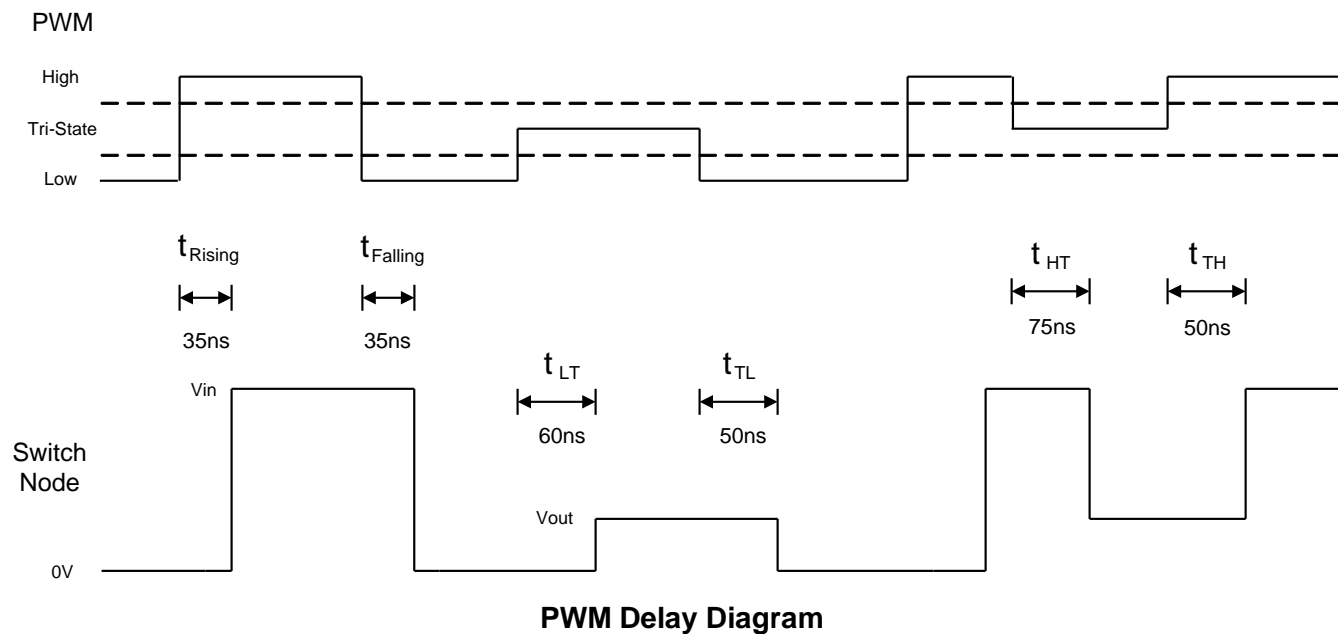 PWM
High
Tri-State
Low
tRising
tFalling
tHT
tTH
35ns
35ns
75ns
50ns
tLT
tTL
Vin
60ns
50ns
Switch
Node
Vout
0V
PWM Delay Diagram